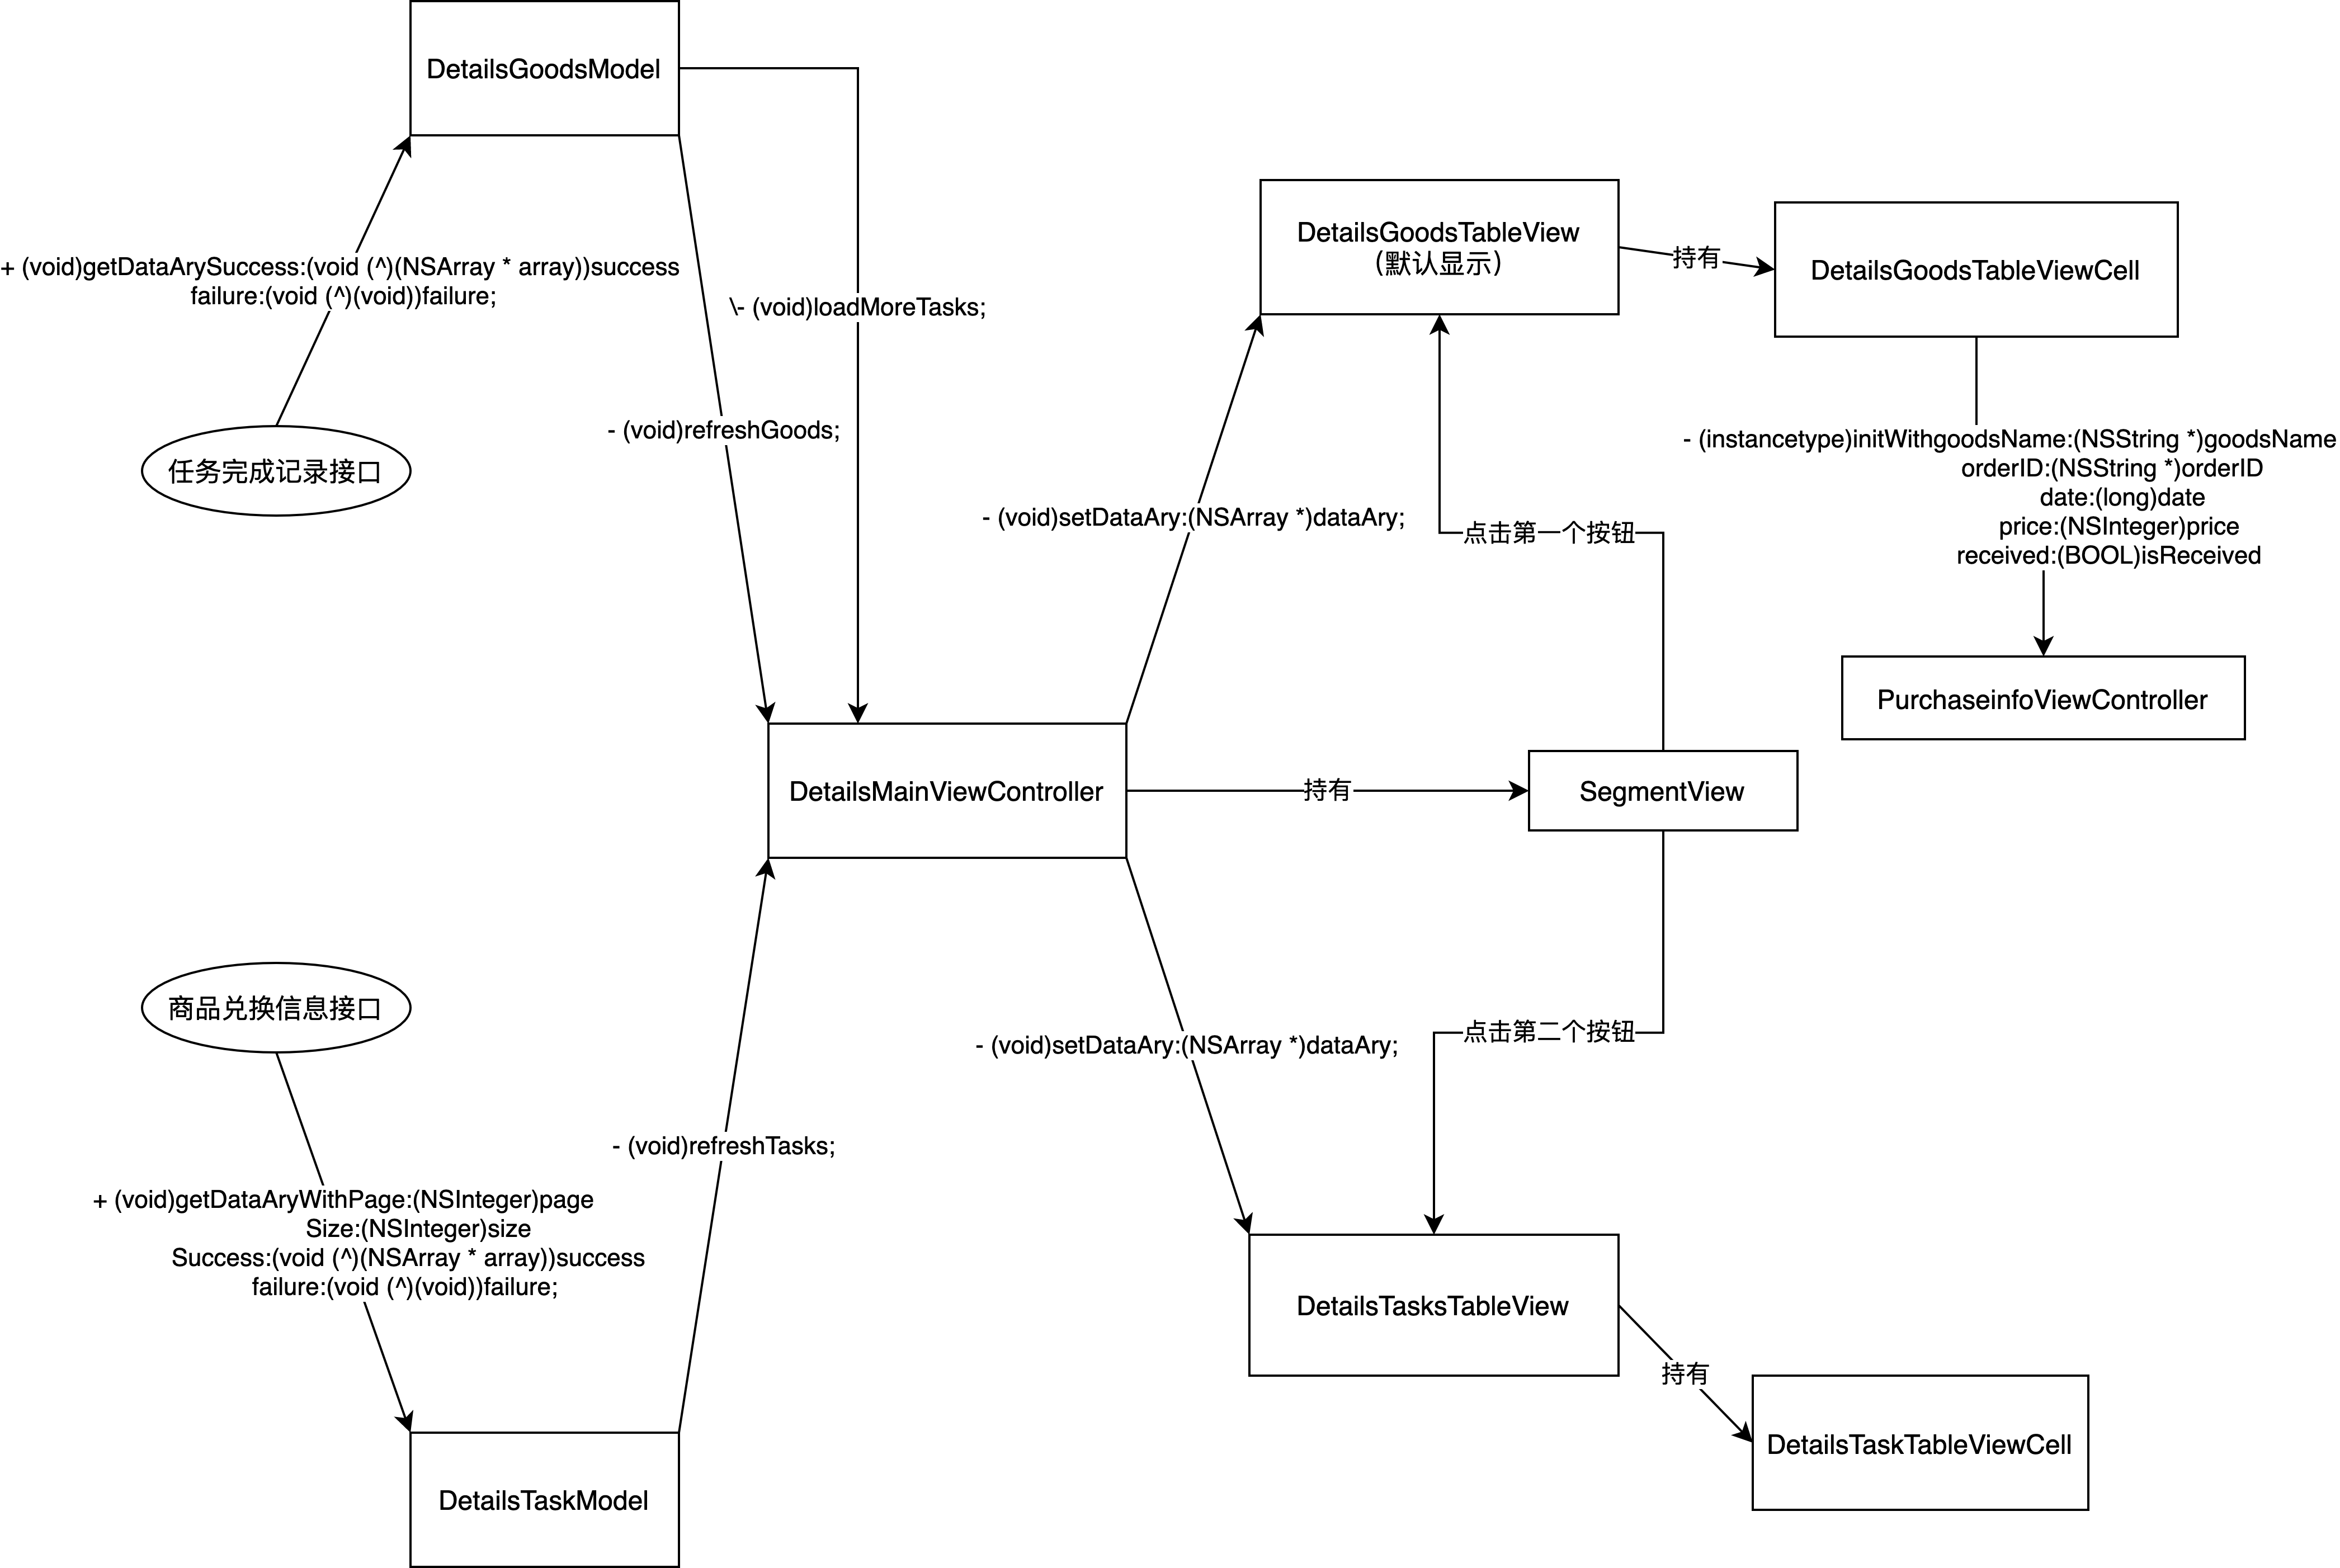 DetailsGoodsModel
+ (void)getDataArySuccess:(void (^)(NSArray * array))success
failure:(void (^)(void))failure;
\- (void)loadMoreTasks;
- (void)refreshGoods;
任务完成记录接口
DetailsGoodsTableView
（默认显示）
持有
DetailsGoodsTableViewCell
- (instancetype)initWithgoodsName:(NSString *)goodsName
orderID:(NSString *)orderID
date:(long)date
price:(NSInteger)price
received:(BOOL)isReceived
- (void)setDataAry:(NSArray *)dataAry;
点击第一个按钮
PurchaseinfoViewController
DetailsMainViewController
持有
SegmentView
商品兑换信息接口
- (void)setDataAry:(NSArray *)dataAry;
点击第二个按钮
- (void)refreshTasks;
+ (void)getDataAryWithPage:(NSInteger)page
Size:(NSInteger)size
Success:(void (^)(NSArray * array))success
failure:(void (^)(void))failure;
DetailsTasksTableView
持有
DetailsTaskTableViewCell
DetailsTaskModel